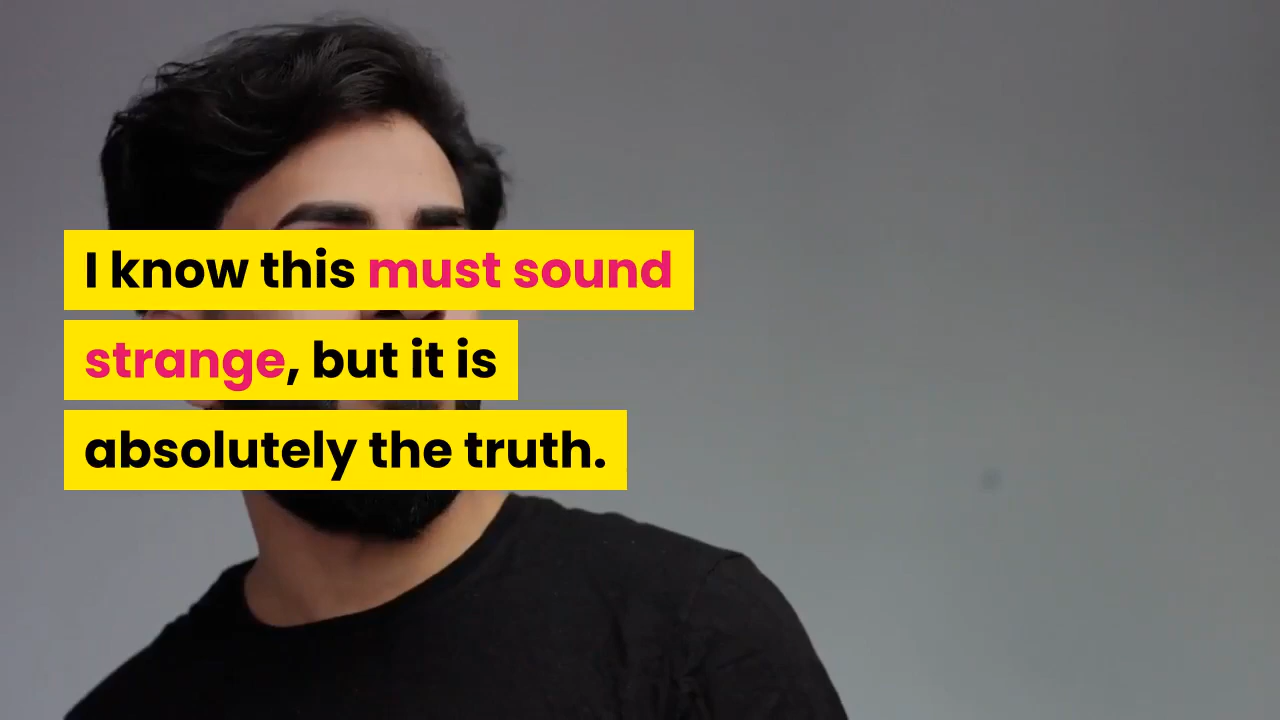 I know this must sound
strange, but it is
absolutely the truth.